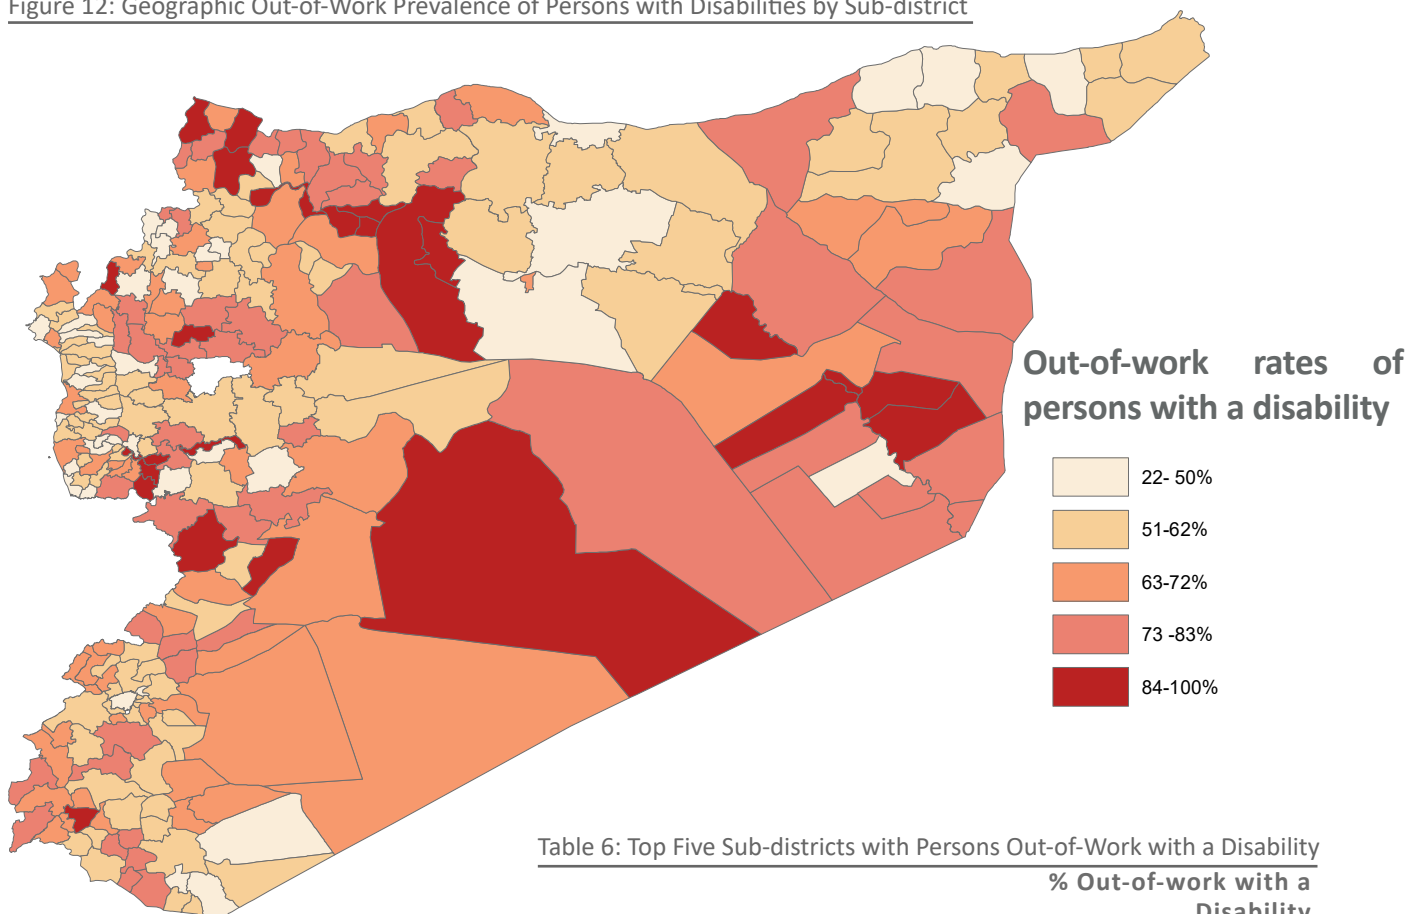 Figure 12: Geographic Out-of-Work Prevalence of Persons with Disabilities by Sub-district
Out-of-work rates of
persons with a disability
22- 50%
51-62%
63-72%
73 -83%
84-100%
Table 6: Top Five Sub-districts with Persons Out-of-Work with a Disability
% Out-of-work with a
Disability